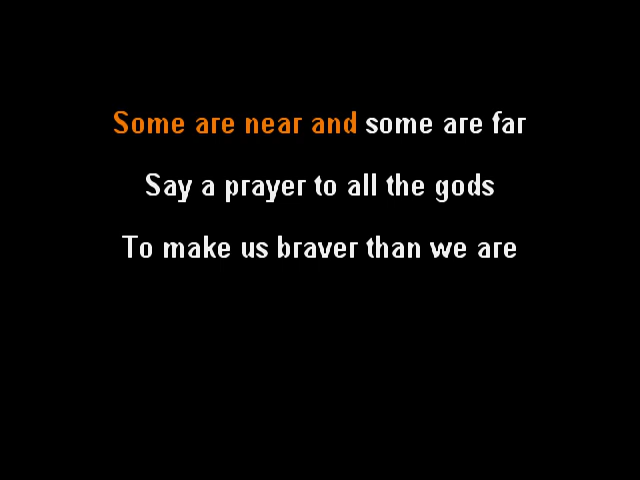 Some are near and some are far
Say a prayer to all the gods
To make us braver than we are